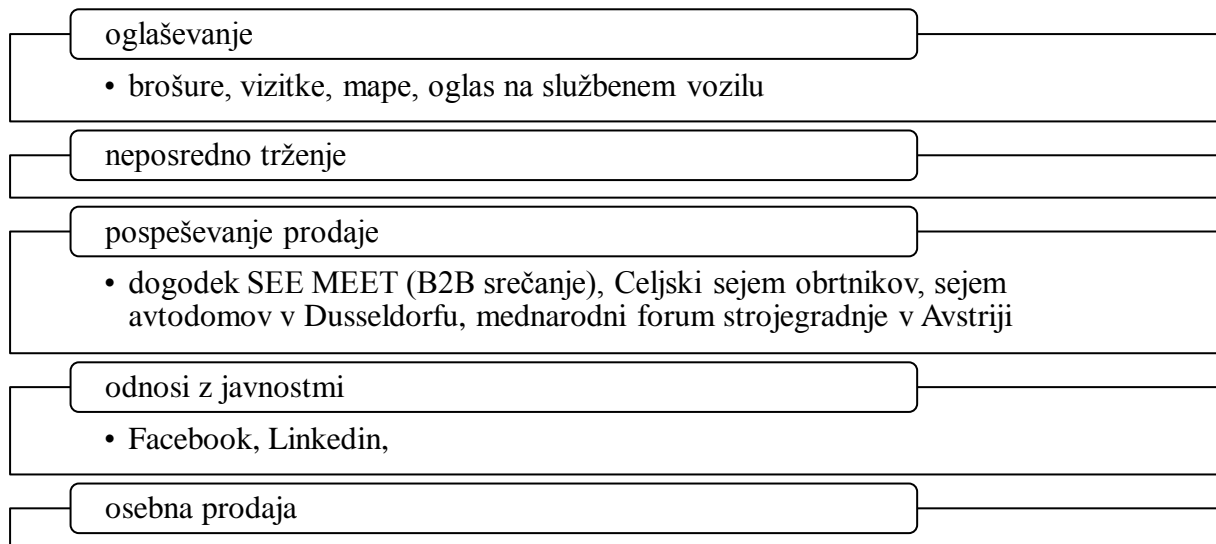 oglaševanje
• brošure, vizitke, mape, oglas na službenem vozilu
neposredno trženje
pospeševanje prodaje
• dogodek SEE MEET (B2B srečanje), Celjski sejem obrtnikov, sejem
avtodomov v Dusseldorfu, mednarodni forum strojegradnje v Avstriji
odnosi z javnostmi
• Facebook, Linkedin,
osebna prodaja